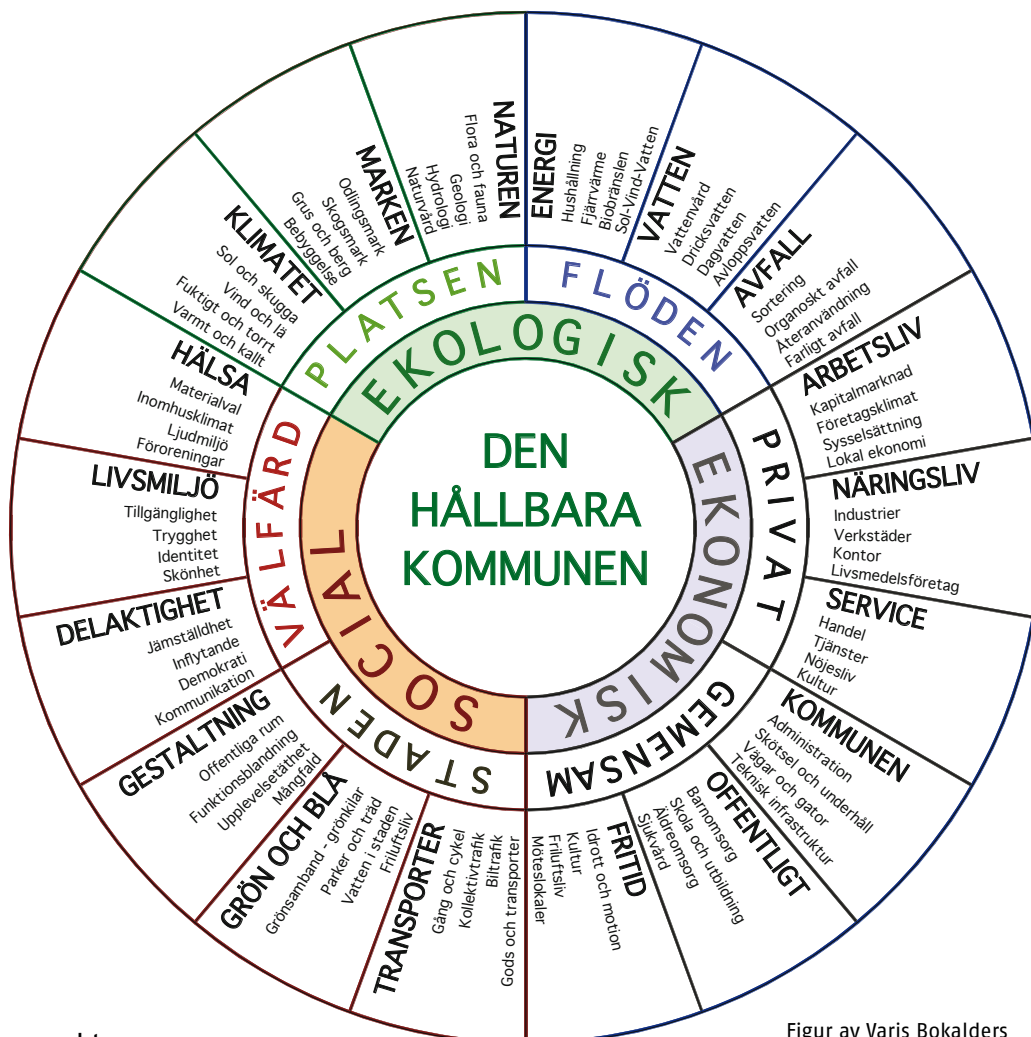 DEN
HÅLLBARA
KOMMUNEN
EKOLOGISK
EKONOMISK
SOCIAL
PLATSEN
FLÖDEN
PRIVAT
GEMENSAM
STADEN
VÄLFÄRD
ENERGI
Hushållning
Fjärrvärme
Biobränslen
Sol-Vind-Vatten
VATTEN
Vattenvård
Dricksvatten
Dagvatten
Avloppsvatten
AVFALL
Sortering
Organoskt avfall
Återanvändning
Farligt avfall
ARBETSLIV
Kapitalmarknad
Företagsklimat
Sysselsättning
Lokal ekonomi
NÄRINGSLIV
Industrier
Verkstäder
Kontor
Livsmedelsföretag
SERVICE
Handel
Tjänster
Nöjesliv
Kultur
KOMMUNEN
Administration
Skötsel och underhåll
Vägar och gator
Teknisk infrastruktur
OFFENTLIGT
Barnomsorg
Skola och utbildning
Äldreomsorg
Sjukvård
FRITID
Idrott och motion
Kultur
Friluftsliv
Möteslokaler
TRANSPORTER
Gång och cykel
Kollektivtrafik
Biltrafik
Gods och transporter
GRÖN OCH BLÅ
Grönsamband - grönkilar
Parker och träd
Vatten i staden
Friluftsliv
GESTALTNING
Offentliga rum
Funktionsblandning
Upplevelsetäthet
Mångfald
DELAKTIGHET
Jämställdhet
Inflytande
Demokrati
Kommunikation
LIVSMILJÖ
Tillgänglighet
Trygghet
Identitet
Skönhet
HÄLSA
Materialval
Inomhusklimat
Ljudmiljö
Föroreningar
KLIMATET
Sol och skugga
Vind och lä
Fuktigt och torrt
Varmt och kallt
MARKEN
Odlingsmark
Skogsmark
Grus och berg
Bebyggelse
NATUREN
Flora och fauna
Geologi
Hydrologi
Naturvård
Figur av Varis Bokalders